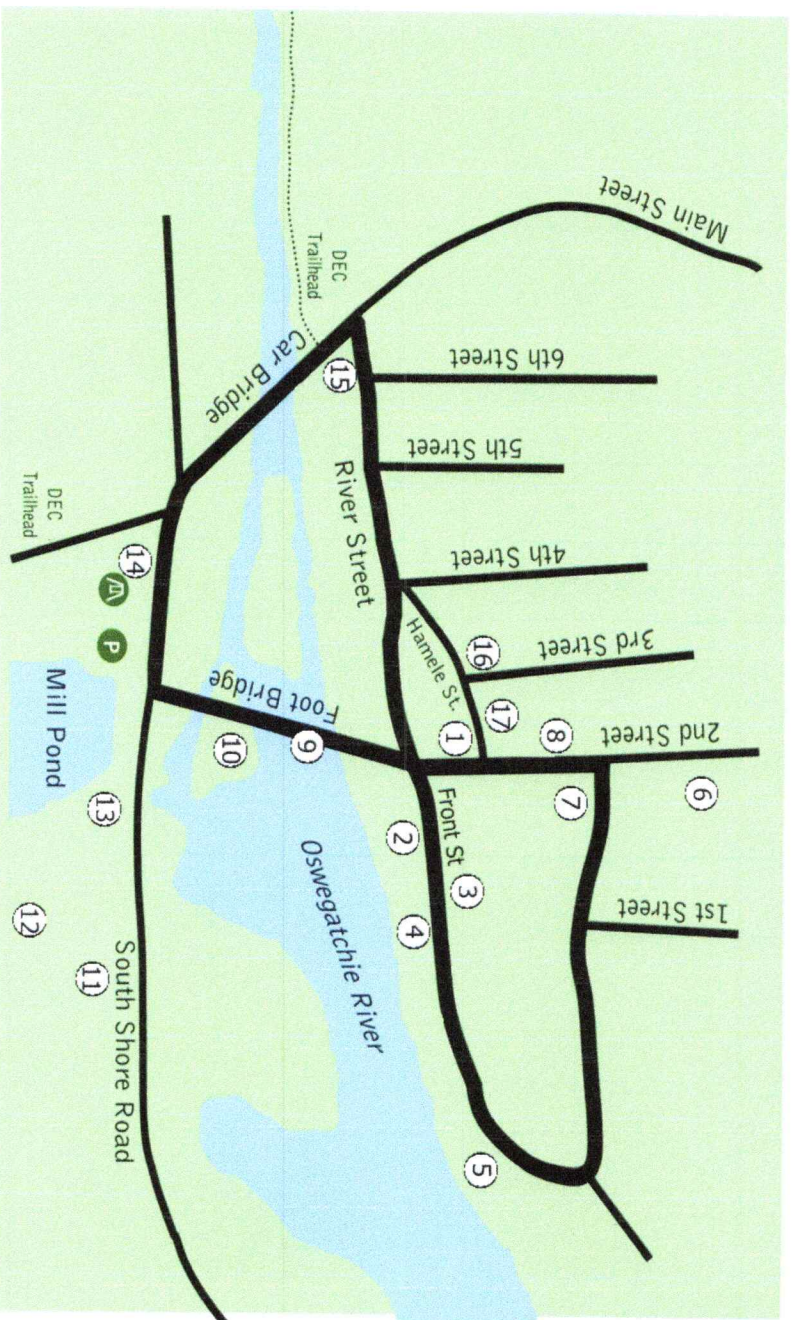 Main Street
DEC
Trailhead
Car Bridge
15
6th Street
5th Street
River Street
4th Street
Hamele St.
16
3rd Street
17
1
8
2nd Street
6
7
DEC
Trailhead
14
P
Mill Pond
Foot Bridge
10
9
13
Front St
2
3
4
1st Street
Oswegatchie River
12
11
South Shore Road
5